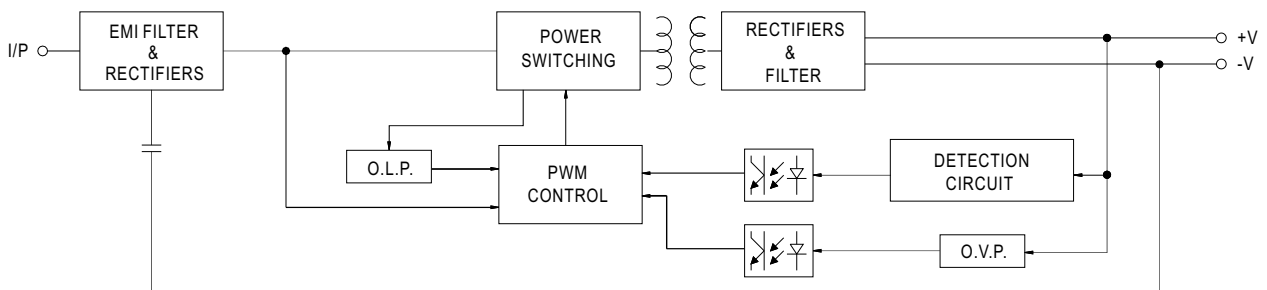 I/P
EMI FILTER
&
RECTIFIERS
POWER
SWITCHING
RECTIFIERS
&
FILTER
+V
-V
O.L.P.
PWM
CONTROL
DETECTION
CIRCUIT
O.V.P.